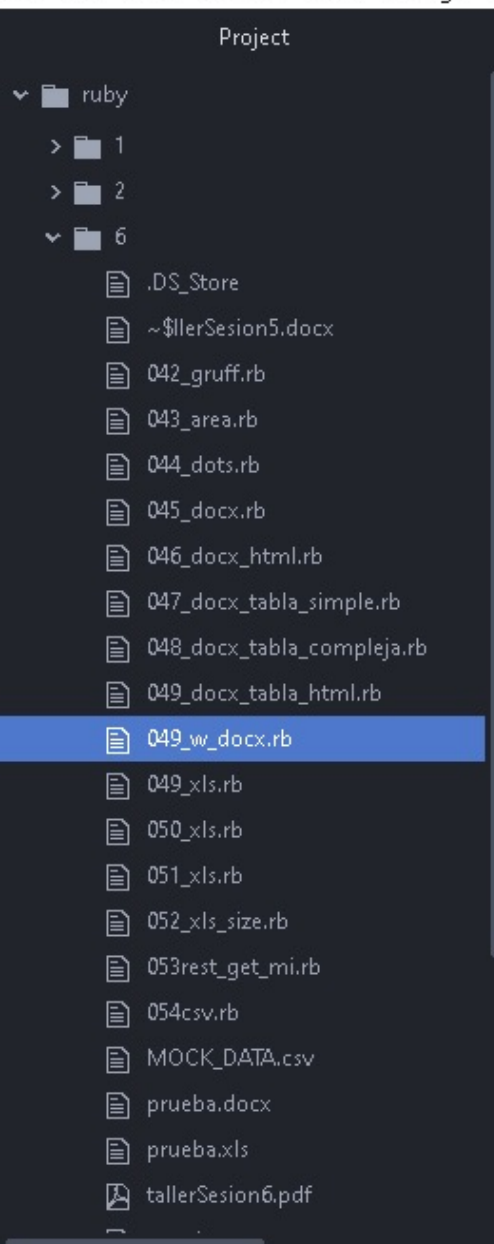 Project
ruby
1
2
6
.DS_Store
~$llerSesion5.docx
042_gruff.rb
043_area.rb
044_dots.rb
045_docx.rb
046_docx_html.rb
047_docx_tabla_simple.rb
048_docx_tabla_compleja.rb
049_docx_tabla_html.rb
049_w_docx.rb
049_xls.rb
050_xls.rb
051_xls.rb
052_xls_size.rb
053rest_get_mi.rb
054csv.rb
MOCK_DATA.csv
prueba.docx
prueba.xls
tallerSesion6.pdf